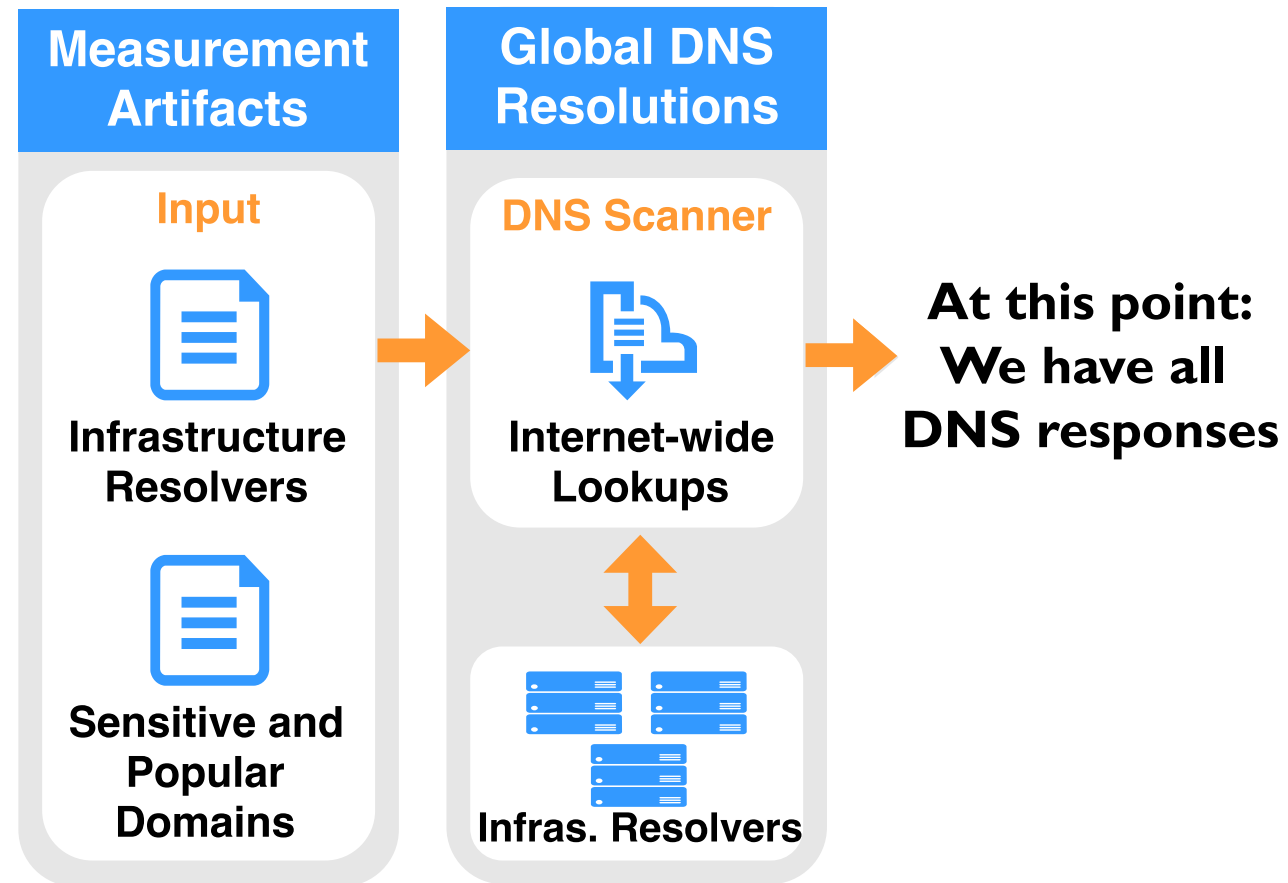 Measurement
Artifacts
Input
Infrastructure
Resolvers
Sensitive and
Popular
Domains
Global DNS
Resolutions
DNS Scanner
Internet-wide
Lookups
Infras. Resolvers
At this point:
We have all
DNS responses